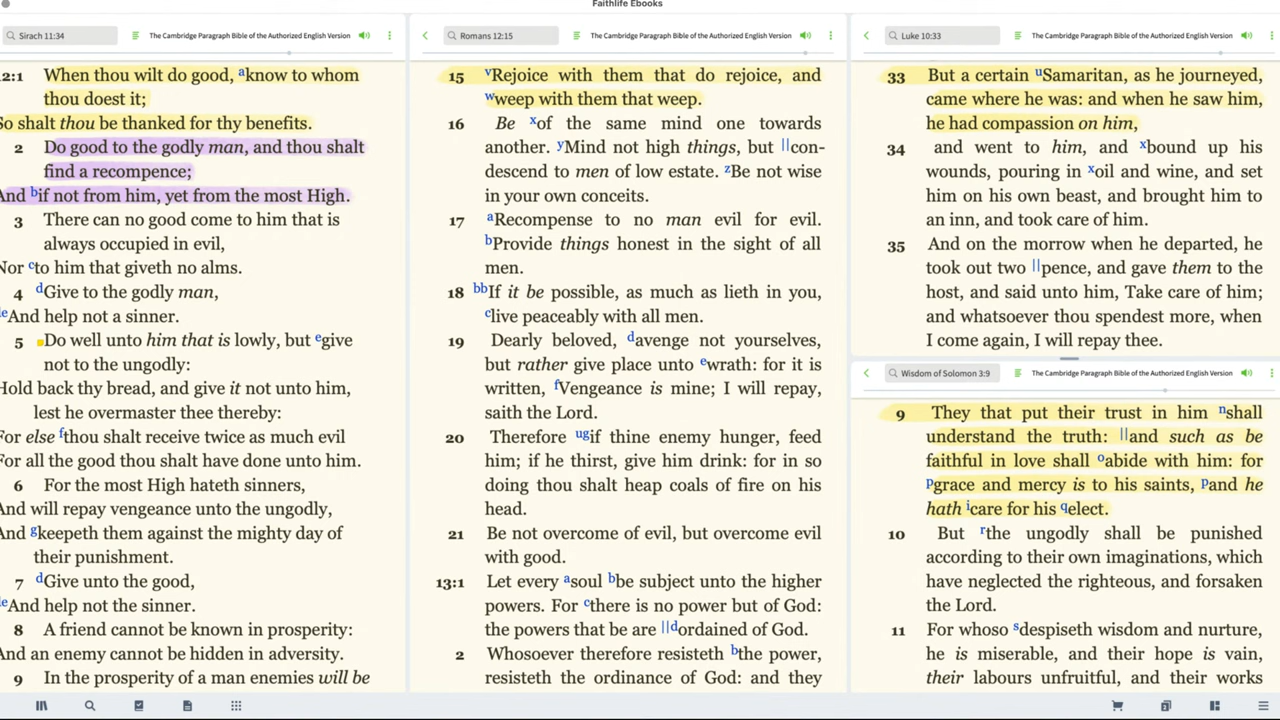 Faithlife Ebooks
Sirach 11:34
The Cambridge Paragraph Bible of the Authorized English Version
2:1 When thou wilt do good, aknow to whom
thou doest it;
So shalt thou be thanked for thy benefits.
2 Do good to the godly man, and thou shalt
find a recompence;
And bif not from him, yet from the most High.
3 There can no good come to him that is
always occupied in evil,
Nor cto him that giveth no alms.
4 dGive to the godly man,
eAnd help not a sinner.
5 Do well unto him that is lowly, but egive
not to the ungodly:
Hold back thy bread, and give it not unto him,
lest he overmaster thee thereby:
For else fthou shalt receive twice as much evil
For all the good thou shalt have done unto him.
6 For the most High hateth sinners,
And will repay vengeance unto the ungodly,
And gkeepeth them against the mighty day of
their punishment.
7 dGive unto the good,
eAnd help not the sinner.
8 A friend cannot be known in prosperity:
And an enemy cannot be hidden in adversity.
9 In the prosperity of a man enemies will be
Romans 12:15
The Cambridge Paragraph Bible of the Authorized English Version
15 vRejoice with them that do rejoice, and
wweep with them that weep.
16 Be xof the same mind one towards
another. yMind not high things, but ||con-
descend to men of low estate. zBe not wise
in your own conceits.
17 aRecompense to no man evil for evil.
bProvide things honest in the sight of all
men.
18 bbIf it be possible, as much as lieth in you,
clive peaceably with all men.
19 Dearly beloved, davenge not yourselves,
but rather give place unto ewrath: for it is
written, fVengeance is mine; I will repay,
saith the Lord.
20 Therefore ugif thine enemy hunger, feed
him; if he thirst, give him drink: for in so
doing thou shalt heap coals of fire on his
head.
21 Be not overcome of evil, but overcome evil
with good.
13:1 Let every asoul bbe subject unto the higher
powers. For cthere is no power but of God:
the powers that be are ||dordained of God.
2 Whosoever therefore resisteth bthe power,
resisteth the ordinance of God: and they
Luke 10:33
The Cambridge Paragraph Bible of the Authorized English Version
33 But a certain uSamaritan, as he journeyed,
came where he was: and when he saw him,
he had compassion on him,
34 and went to him, and xbound up his
wounds, pouring in xoil and wine, and set
him on his own beast, and brought him to
an inn, and took care of him.
35 And on the morrow when he departed, he
took out two ||pence, and gave them to the
host, and said unto him, Take care of him;
and whatsoever thou spendest more, when
I come again, I will repay thee.
Wisdom of Solomon 3:9
The Cambridge Paragraph Bible of the Authorized English Version
9 They that put their trust in him nshall
understand the truth: ||and such as be
faithful in love shall oabide with him: for
pgrace and mercy is to his saints, pand he
hath icare for his qelect.
10 But rthe ungodly shall be punished
according to their own imaginations, which
have neglected the righteous, and forsaken
the Lord.
11 For whoso sdespiseth wisdom and nurture,
he is miserable, and their hope is vain,
their labours unfruitful, and their works